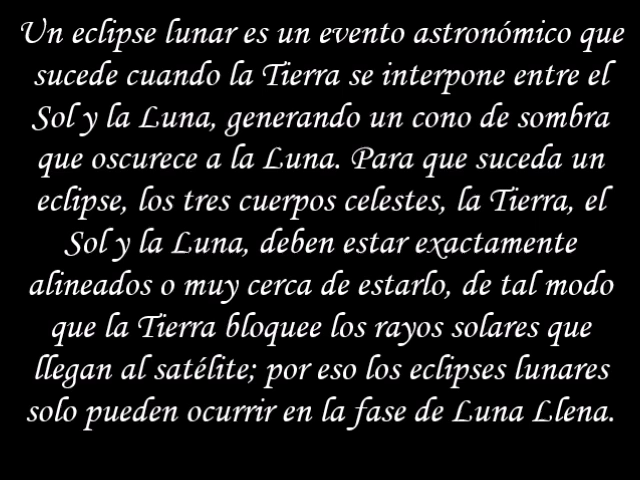 Un eclipse lunar es un evento astronómico que
sucede cuando la Tierra se interpone entre el
Sol y la Luna, generando un cono de sombra
que oscurece a la Luna. Para que suceda un
eclipse, los tres cuerpos celestes, la Tierra, el
Sol y la Luna, deben estar exactamente
alineados o muy cerca de estarlo, de tal modo
que la Tierra bloquee los rayos solares que
llegan al satélite; por eso los eclipses lunares
solo pueden ocurrir en la fase de Luna Llena.